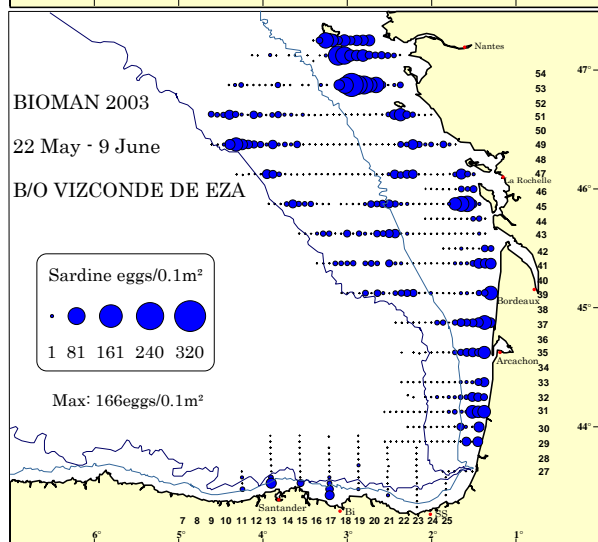 Nantes
47°
54
53
BIOMAN 2003
52
51
50
22 May - 9 June
49
48
La Rochelle
47
46°
B/O VIZCONDE DE EZA
46
45
44
43
42
41
Sardine eggs/0.1m²
40
39
Bordeaux
45°
38
37
1 81 161 240 320
36
Arcachon
35
34
33
Max: 166eggs/0.1m²
32
31
30
44°
29
28
27
Santander
Bi
SS
7 8 9 10 11 12 13 14 15 16 17 18 19 20 21 22 23 24 25
6° 5° 4° 3° 2° 1°